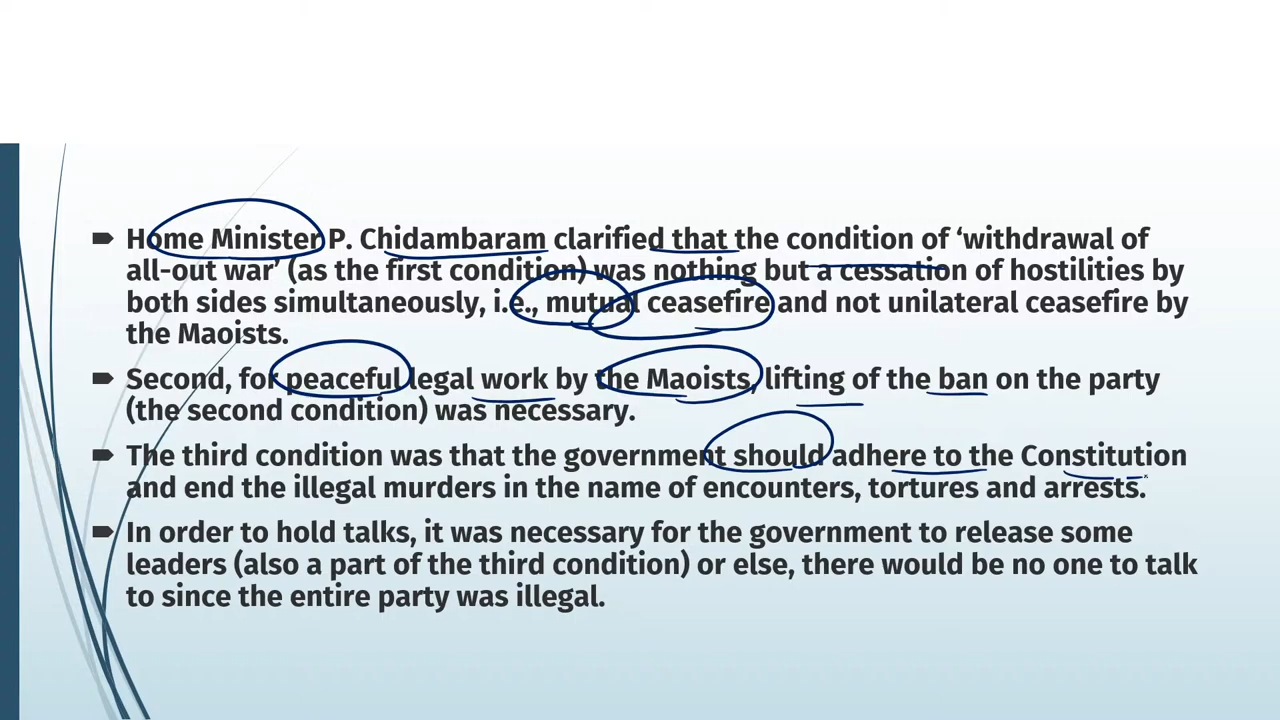 Home Minister P. Chidambaram clarified that the condition of ‘withdrawal of
all-out war’ (as the first condition) was nothing but a cessation of hostilities by
both sides simultaneously, i.e., mutual ceasefire and not unilateral ceasefire by
the Maoists.
Second, for peaceful legal work by the Maoists, lifting of the ban on the party
(the second condition) was necessary.
The third condition was that the government should adhere to the Constitution
and end the illegal murders in the name of encounters, tortures and arrests.
In order to hold talks, it was necessary for the government to release some
leaders (also a part of the third condition) or else, there would be no one to talk
to since the entire party was illegal.